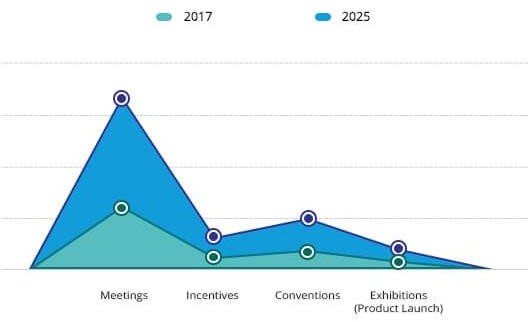 2017
2025
Meetings
Incentives
Conventions
Exhibitions
(Product Launch)